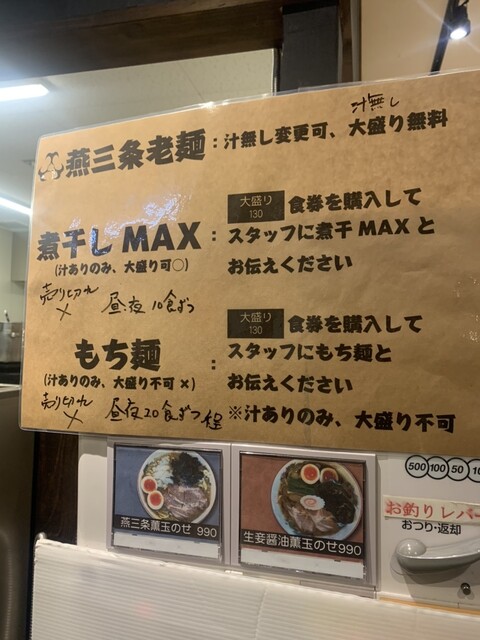 汁無し
燕三条老麺：汁無し変更可、大盛り無料
煮干しMAX：
(汁ありのみ、大盛り可○)
大盛り 130 食券を購入して
スタッフに煮干MAXと
お伝えください
売り切れ × 昼夜10食ずつ
もち麺：
(汁ありのみ、大盛り不可×)
大盛り 130 食券を購入して
スタッフにもち麺と
お伝えください
売り切れ × 昼夜20食ずつ程
※汁ありのみ、大盛り不可
燕三条薫玉のせ 990
生姜醤油薫玉のせ990
500 100 50 10
お釣りレバー
おつり・返却